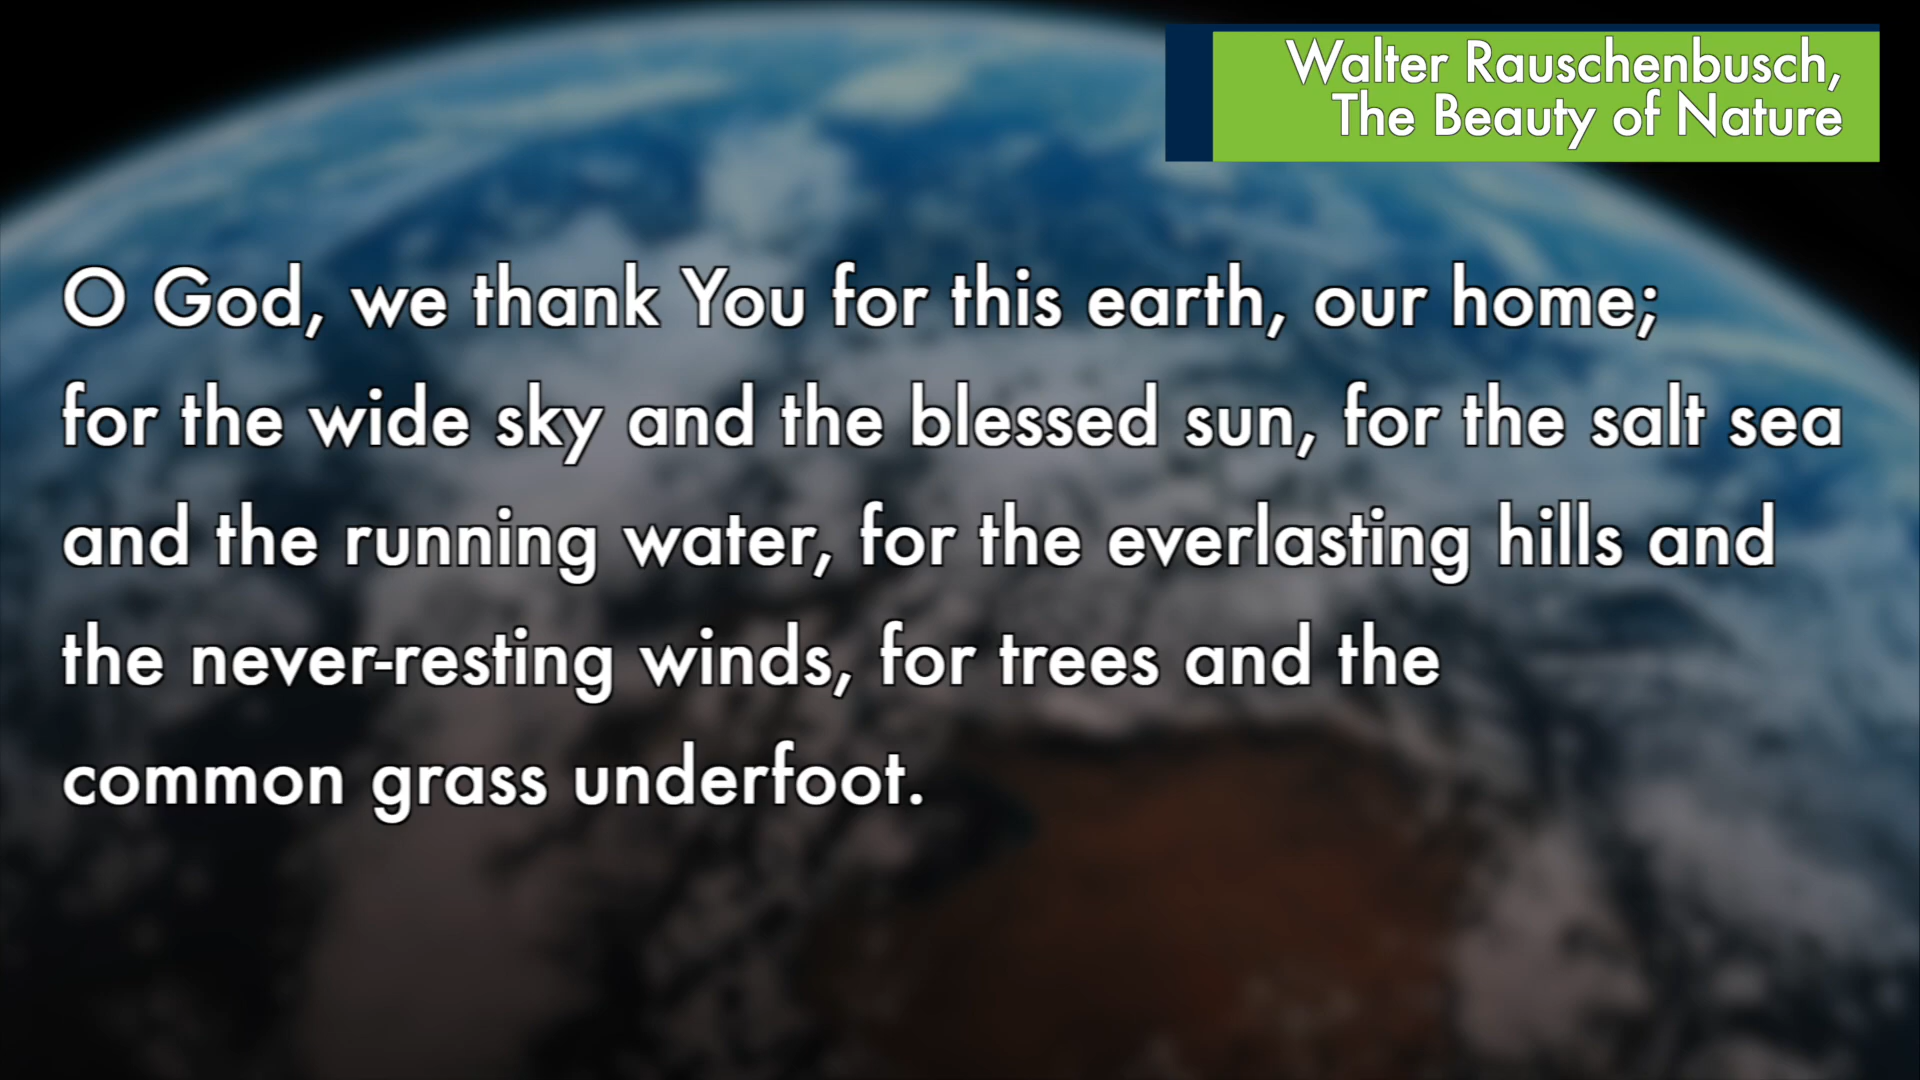 Walter Rauschenbusch,
The Beauty of Nature
O God, we thank You for this earth, our home;
for the wide sky and the blessed sun, for the salt sea
and the running water, for the everlasting hills and
the never-resting winds, for trees and the
common grass underfoot.